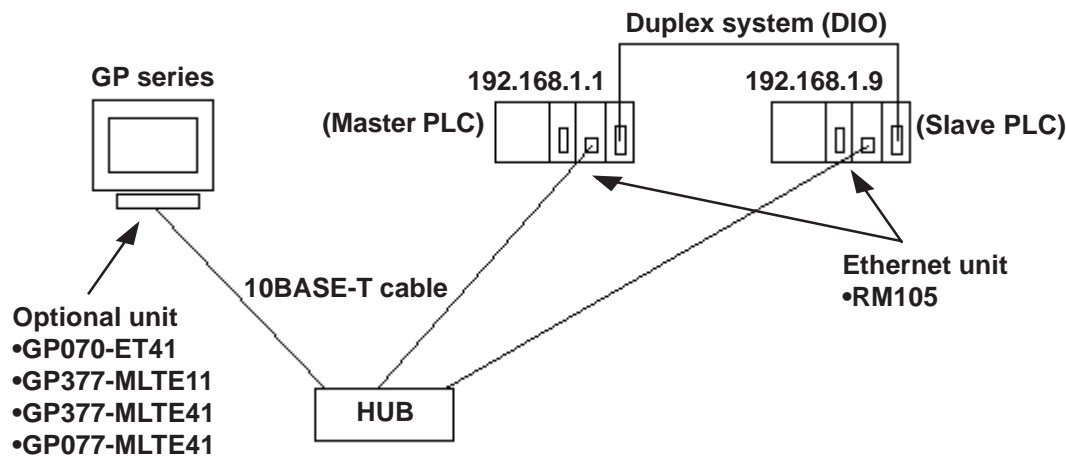 Duplex system (DIO)
GP series
192.168.1.1
192.168.1.9
(Master PLC)
(Slave PLC)
10BASE-T cable
Ethernet unit
•RM105
Optional unit
•GP070-ET41
•GP377-MLTE11
•GP377-MLTE41
•GP077-MLTE41
HUB